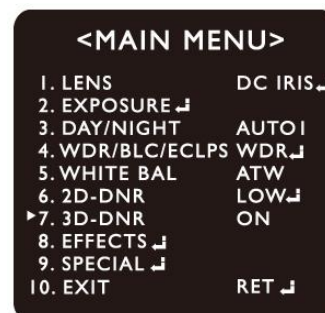 <MAIN MENU>
1. LENS DC IRIS↵
2. EXPOSURE↵
3. DAY/NIGHT AUTO1
4. WDR/BLC/ECLPS WDR↵
5. WHITE BAL ATW
6. 2D-DNR LOW↵
▸7. 3D-DNR ON
8. EFFECTS↵
9. SPECIAL↵
10. EXIT RET↵